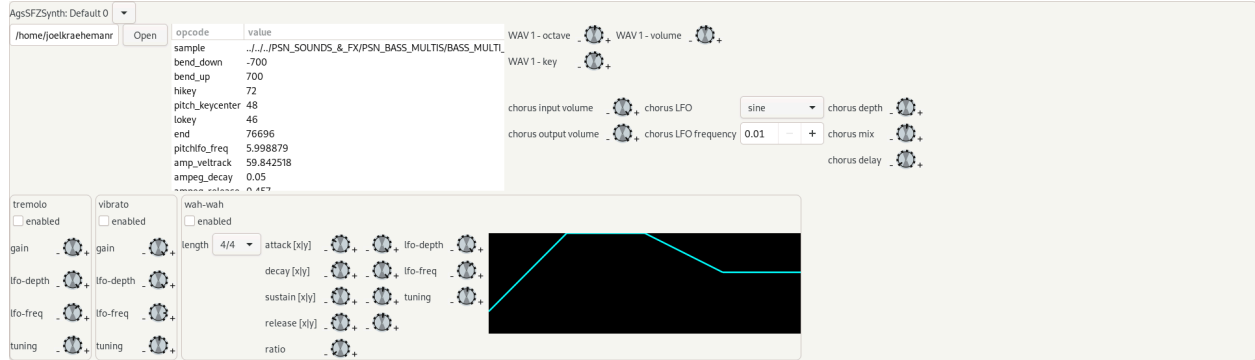 AgsSFZSynth: Default 0
/home/joelkraehemanr Open
opcode value
sample ../../../PSN_SOUNDS_&_FX/PSN_BASS_MULTIS/BASS_MULTI_
bend_down -700
bend_up 700
hikey 72
pitch_keycenter 48
lokey 46
end 76696
pitchlfo_freq 5.998879
amp_veltrack 59.842518
ampeg_decay 0.05
ampeg_release 0.457
WAV 1 - octave - + WAV 1 - volume - +
WAV 1 - key - +
chorus input volume - + chorus LFO sine chorus depth - +
chorus output volume - + chorus LFO frequency 0.01 − + chorus mix - +
chorus delay - +
tremolo
enabled
gain - +
lfo-depth - +
lfo-freq - +
tuning - +
vibrato
enabled
gain - +
lfo-depth - +
lfo-freq - +
tuning - +
wah-wah
enabled
length 4/4 attack [x|y] - + - + lfo-depth - +
decay [x|y] - + - + lfo-freq - +
sustain [x|y] - + - + tuning - +
release [x|y] - + - +
ratio - +